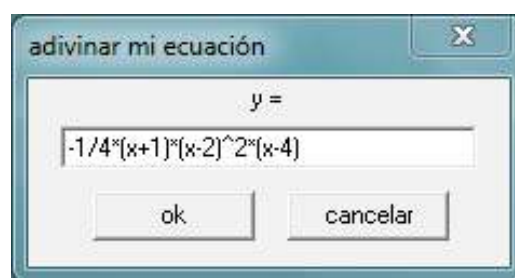 adivinar mi ecuación
y =
-1/4*(x+1)*(x-2)^2*(x-4)
ok cancelar